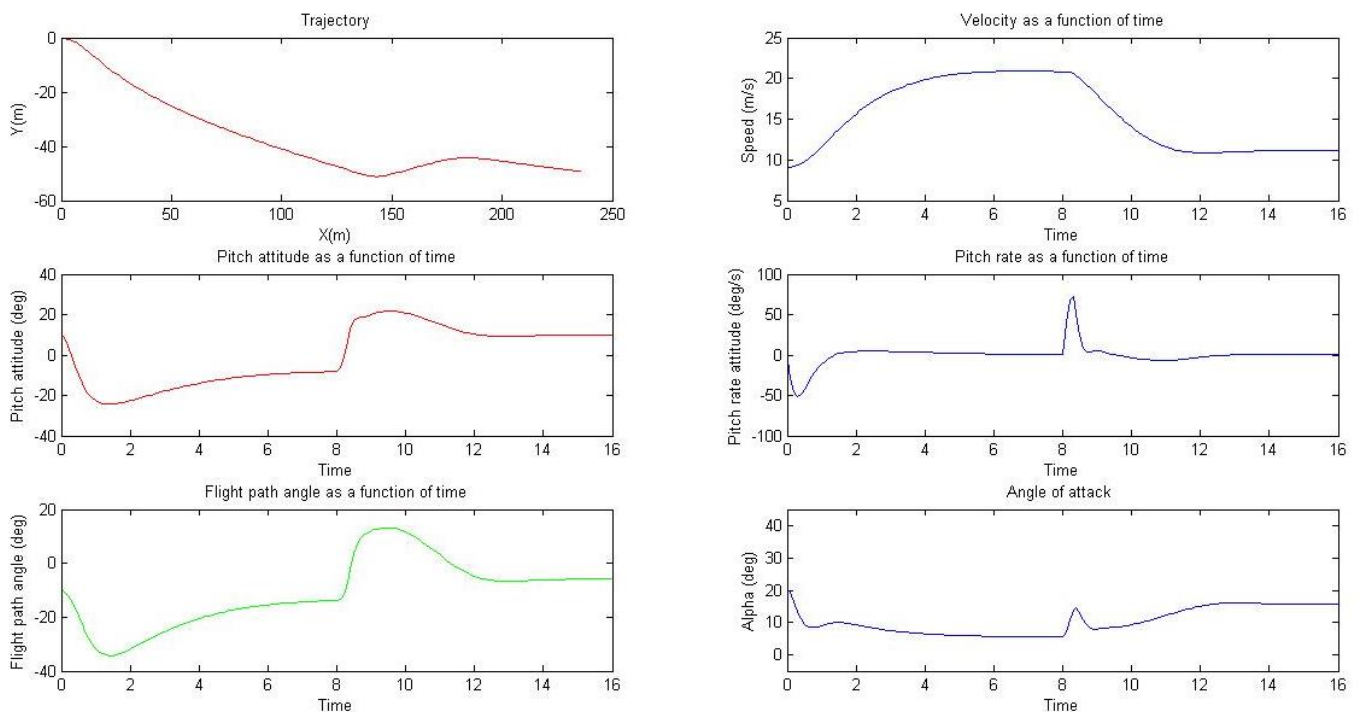 Trajectory
Y(m)
0
-20
-40
-60
0 50 100 150 200 250
X(m)
Velocity as a function of time
Speed (m/s)
25
20
15
10
5
0 2 4 6 8 10 12 14 16
Time
Pitch attitude as a function of time
Pitch attitude (deg)
40
20
0
-20
-40
0 2 4 6 8 10 12 14 16
Time
Pitch rate as a function of time
Pitch rate attitude (deg/s)
100
50
0
-50
-100
0 2 4 6 8 10 12 14 16
Time
Flight path angle as a function of time
Flight path angle (deg)
20
0
-20
-40
0 2 4 6 8 10 12 14 16
Time
Angle of attack
Alpha (deg)
40
30
20
10
0
0 2 4 6 8 10 12 14 16
Time